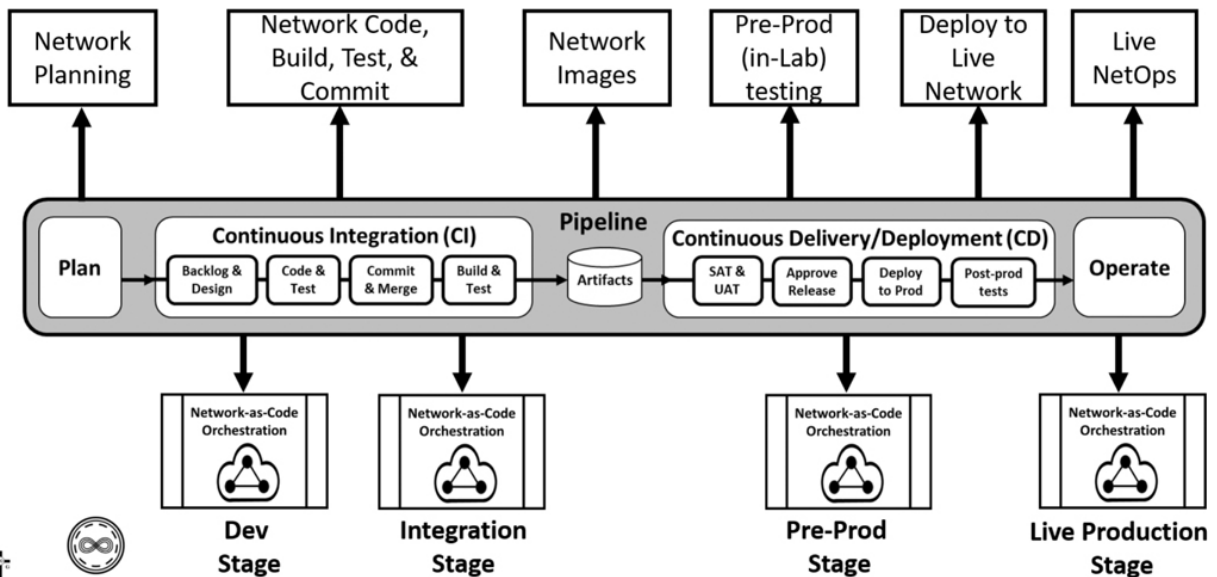 Network
Planning
Network Code,
Build, Test, &
Commit
Network
Images
Pre-Prod
(in-Lab)
testing
Deploy to
Live
Network
Live
NetOps
Pipeline
Plan
Continuous Integration (CI)
Backlog &
Design
Code &
Test
Commit
& Merge
Build &
Test
Artifacts
Continuous Delivery/Deployment (CD)
SAT &
UAT
Approve
Release
Deploy
to Prod
Post-prod
tests
Operate
Network-as-Code
Orchestration
Dev
Stage
Network-as-Code
Orchestration
Integration
Stage
Network-as-Code
Orchestration
Pre-Prod
Stage
Network-as-Code
Orchestration
Live Production
Stage